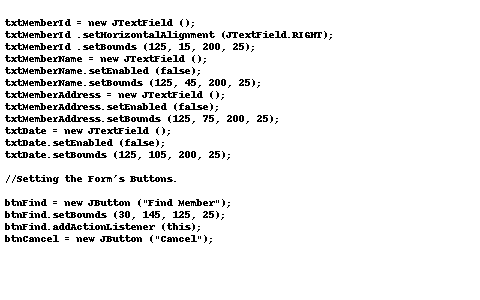 txtMemberId = new JTextField ();
txtMemberId .setHorizontalAlignment (JTextField.RIGHT);
txtMemberId .setBounds (125, 15, 200, 25);
txtMemberName = new JTextField ();
txtMemberName.setEnabled (false);
txtMemberName.setBounds (125, 45, 200, 25);
txtMemberAddress = new JTextField ();
txtMemberAddress.setEnabled (false);
txtMemberAddress.setBounds (125, 75, 200, 25);
txtDate = new JTextField ();
txtDate.setEnabled (false);
txtDate.setBounds (125, 105, 200, 25);
//Setting the Form's Buttons.
btnFind = new JButton ("Find Member");
btnFind.setBounds (30, 145, 125, 25);
btnFind.addActionListener (this);
btnCancel = new JButton ("Cancel");